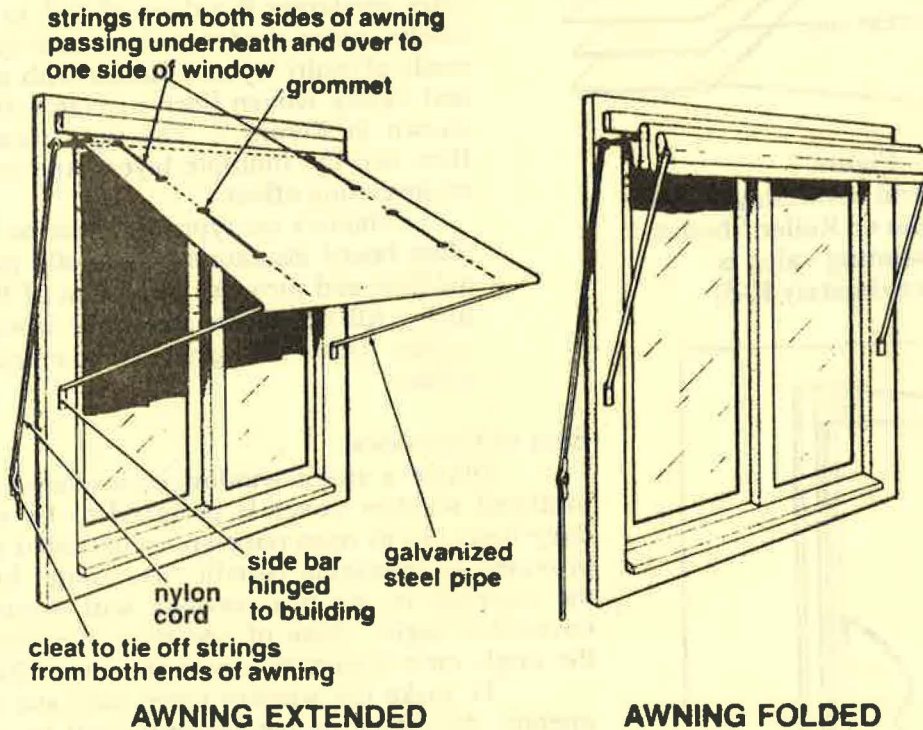 strings from both sides of awning
passing underneath and over to
one side of window
grommet
side bar
hinged
to building
galvanized
steel pipe
nylon
cord
cleat to tie off strings
from both ends of awning
AWNING EXTENDED
AWNING FOLDED